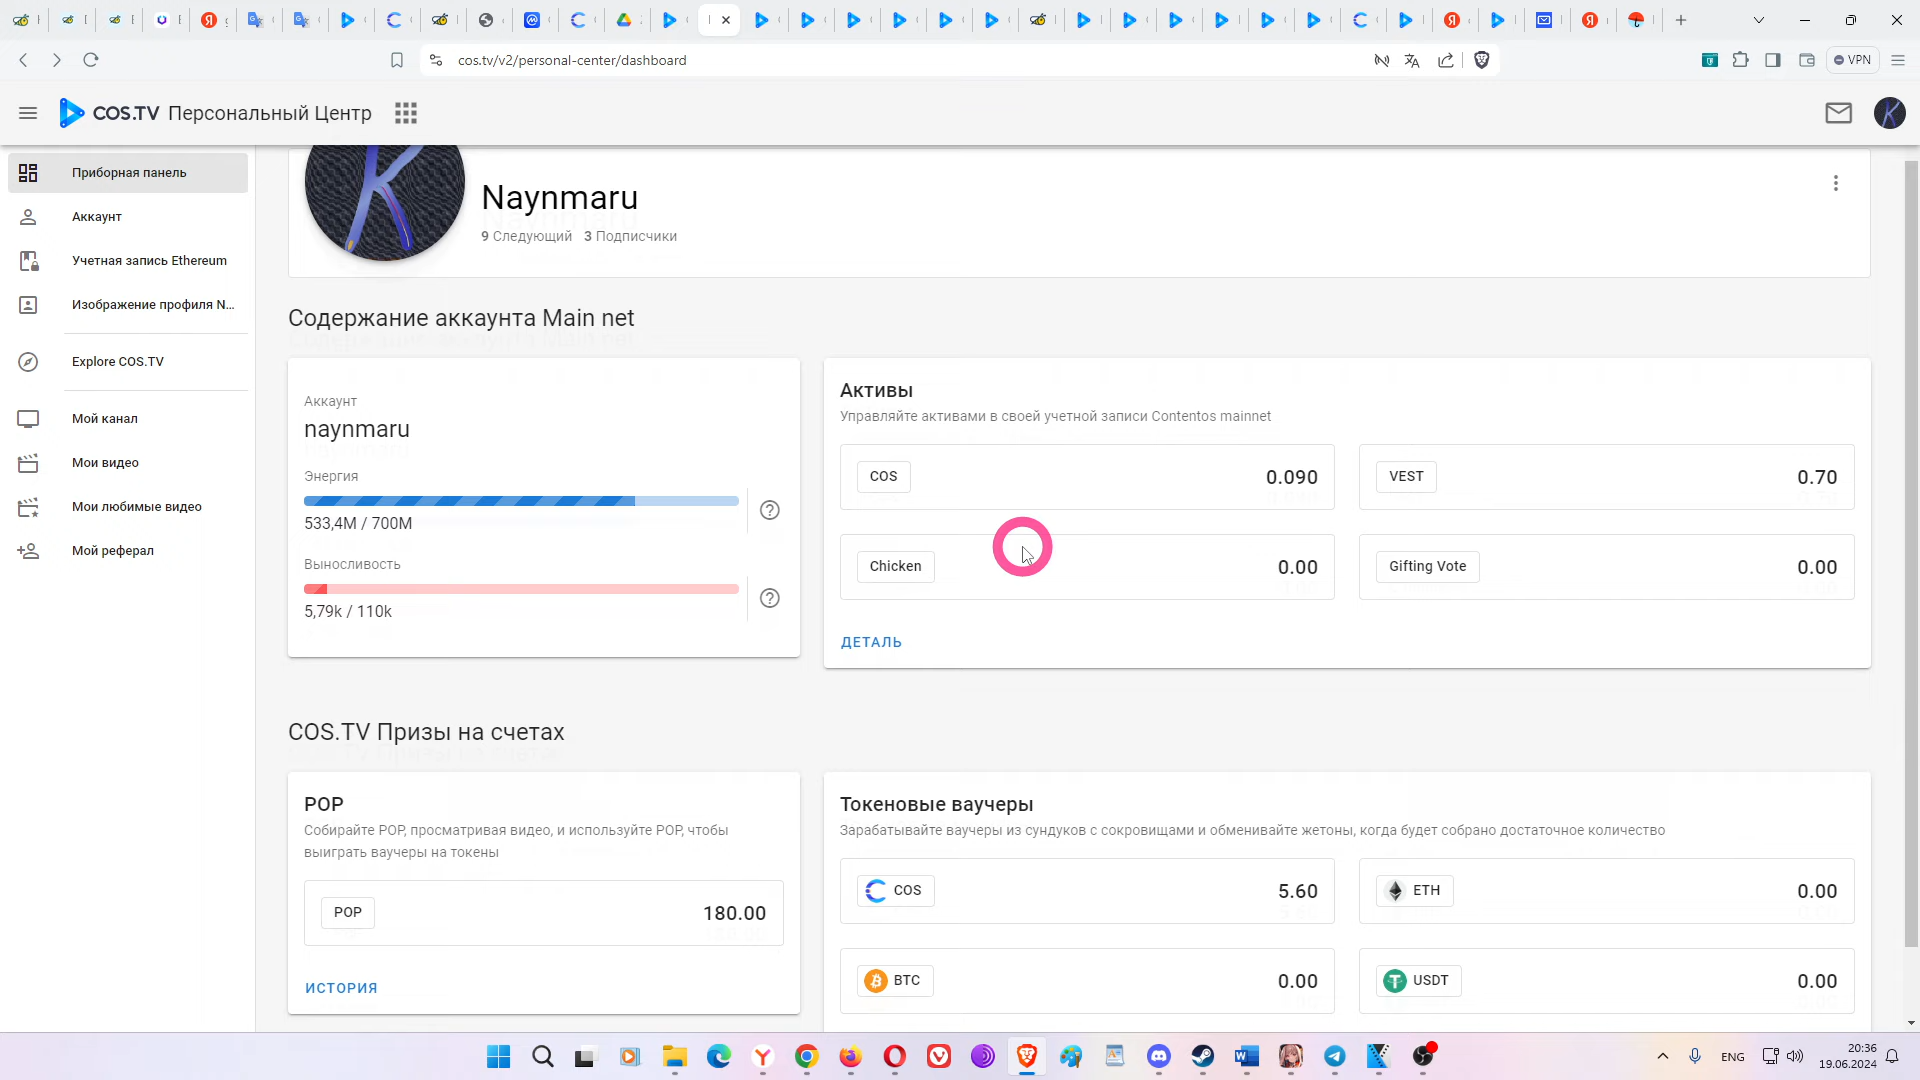 cos.tv/v2/personal-center/dashboard
VPN
COS.TV Персональный Центр
Приборная панель
Аккаунт
Учетная запись Ethereum
Изображение профиля N...
Explore COS.TV
Мой канал
Мои видео
Мои любимые видео
Мой реферал
Naynmaru
9 Следующий 3 Подписчики
Содержание аккаунта Main net
Аккаунт
naynmaru
Энергия
533,4M / 700M
Выносливость
5,79k / 110k
Активы
Управляйте активами в своей учетной записи Contentos mainnet
COS 0.090
VEST 0.70
Chicken 0.00
Gifting Vote 0.00
ДЕТАЛЬ
COS.TV Призы на счетах
POP
Собирайте POP, просматривая видео, и используйте POP, чтобы
выиграть ваучеры на токены
POP 180.00
ИСТОРИЯ
Токеновые ваучеры
Зарабатывайте ваучеры из сундуков с сокровищами и обменивайте жетоны, когда будет собрано достаточное количество
COS 5.60
ETH 0.00
BTC 0.00
USDT 0.00
ENG
20:36
19.06.2024